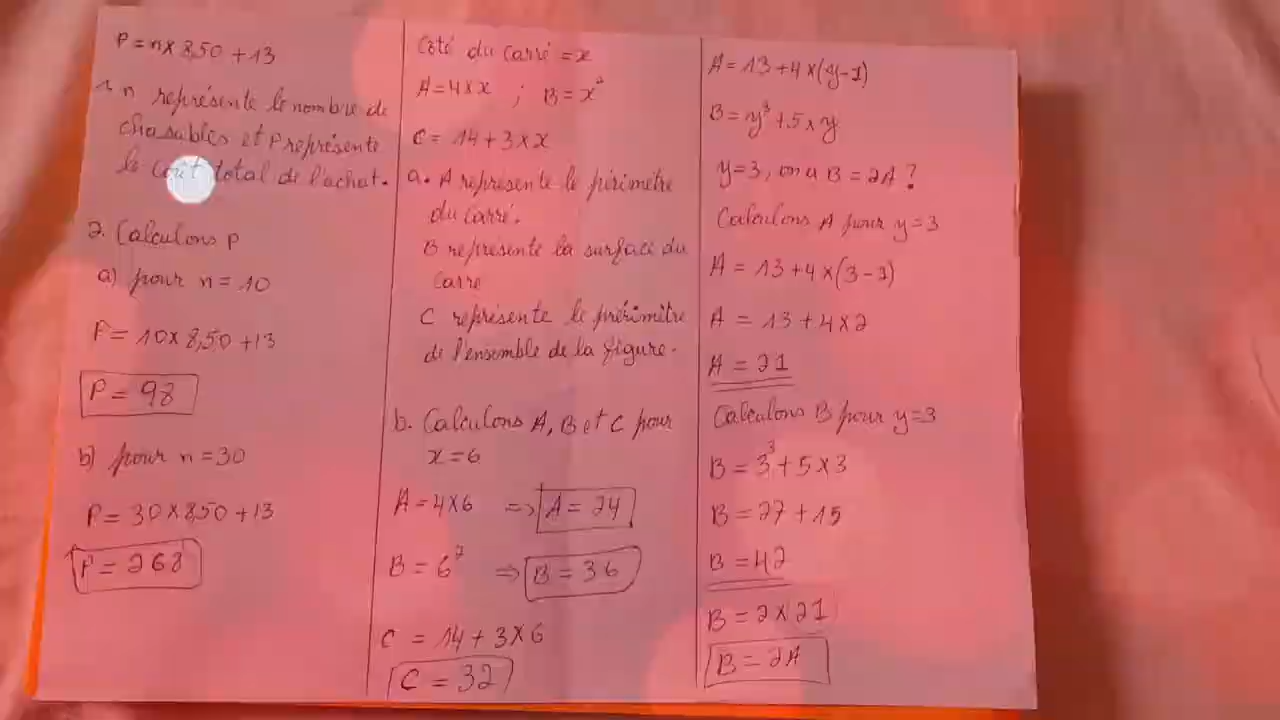 P = n × 8,50 + 13
1. n représente le nombre de
chasubles et P représente
le coût total de l'achat.
2. Calculons P
a) pour n = 10
P = 10 × 8,50 + 13
P = 98
b) pour n = 30
P = 30 × 8,50 + 13
P = 268
Coté du carré = x
A = 4 × x ; B = x²
C = 14 + 3 × x
a. A représente le périmètre
du carré.
B représente la surface du
carre
C représente le prérimètre
de l'ensemble de la figure.
b. Calculons A, B et C pour
x = 6
A = 4 × 6 => A = 24
B = 6² => B = 36
C = 14 + 3 × 6
C = 32
A = 13 + 4 × (y - 1)
B = y³ + 5 × y
y = 3, on a B = 2A ?
Calculons A pour y = 3
A = 13 + 4 × (3 - 1)
A = 13 + 4 × 2
A = 21
Calculons B pour y = 3
B = 3³ + 5 × 3
B = 27 + 15
B = 42
B = 2 × 21
B = 2A